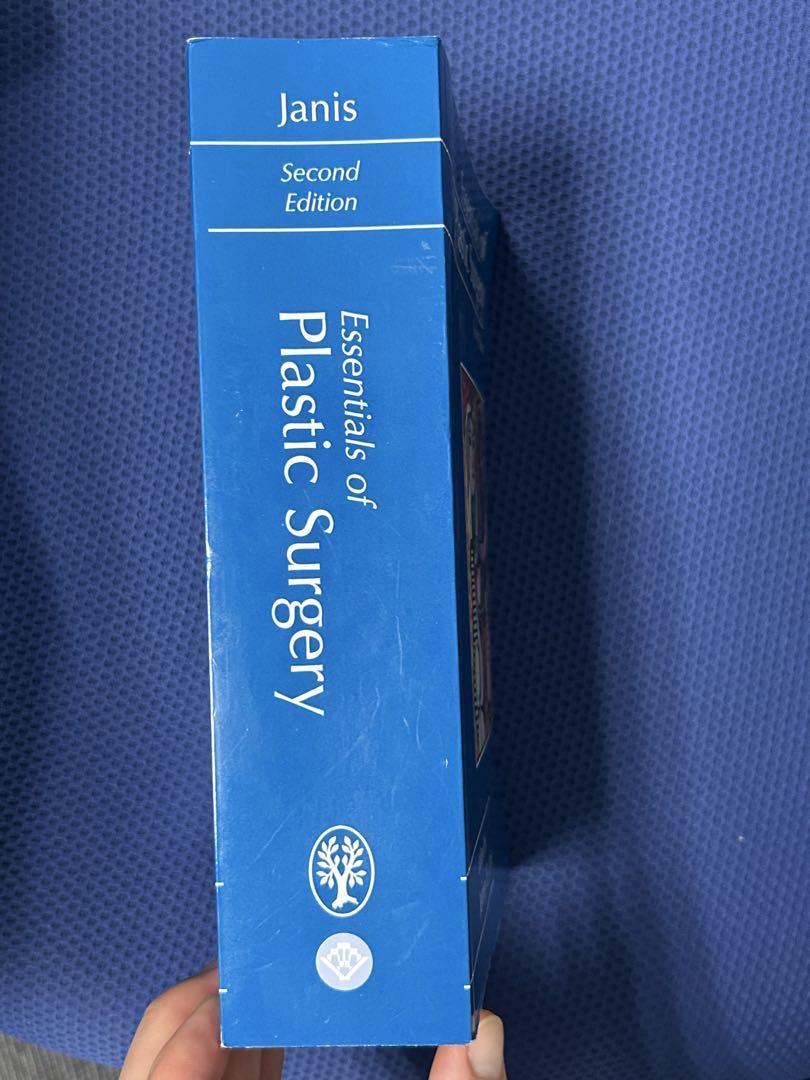 Janis
Second
Edition
Essentials of
Plastic Surgery